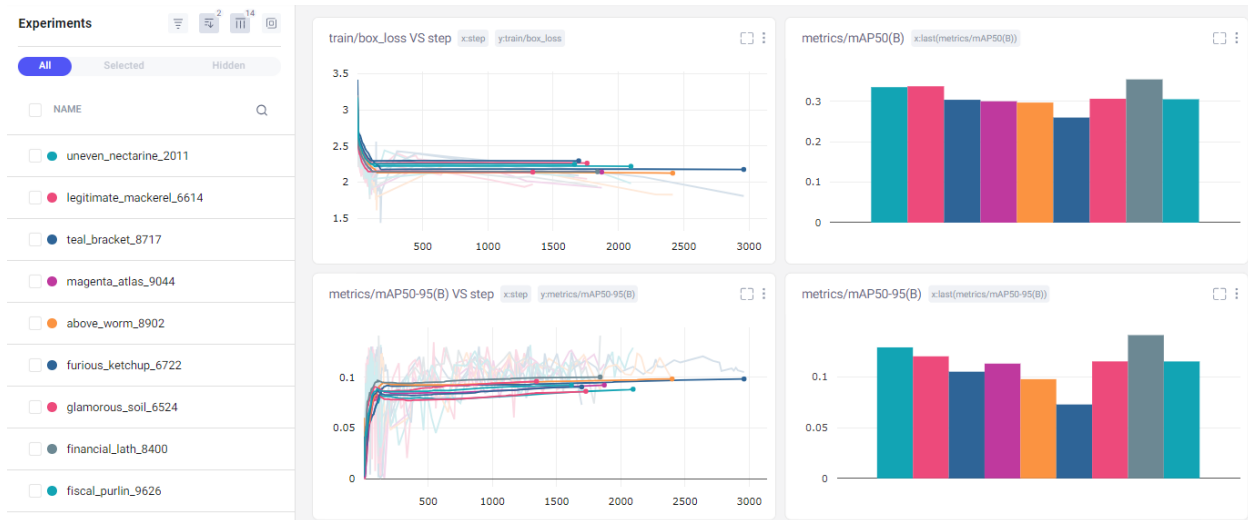 Experiments
2
14
All
Selected
Hidden
NAME
uneven_nectarine_2011
legitimate_mackerel_6614
teal_bracket_8717
magenta_atlas_9044
above_worm_8902
furious_ketchup_6722
glamorous_soil_6524
financial_lath_8400
fiscal_purlin_9626
train/box_loss VS step x:step y:train/box_loss
3.5
3
2.5
2
1.5
500 1000 1500 2000 2500 3000
metrics/mAP50(B) x:last(metrics/mAP50(B))
0.3
0.2
0.1
0
metrics/mAP50-95(B) VS step x:step y:metrics/mAP50-95(B)
0.1
0.05
0
500 1000 1500 2000 2500 3000
metrics/mAP50-95(B) x:last(metrics/mAP50-95(B))
0.1
0.05
0